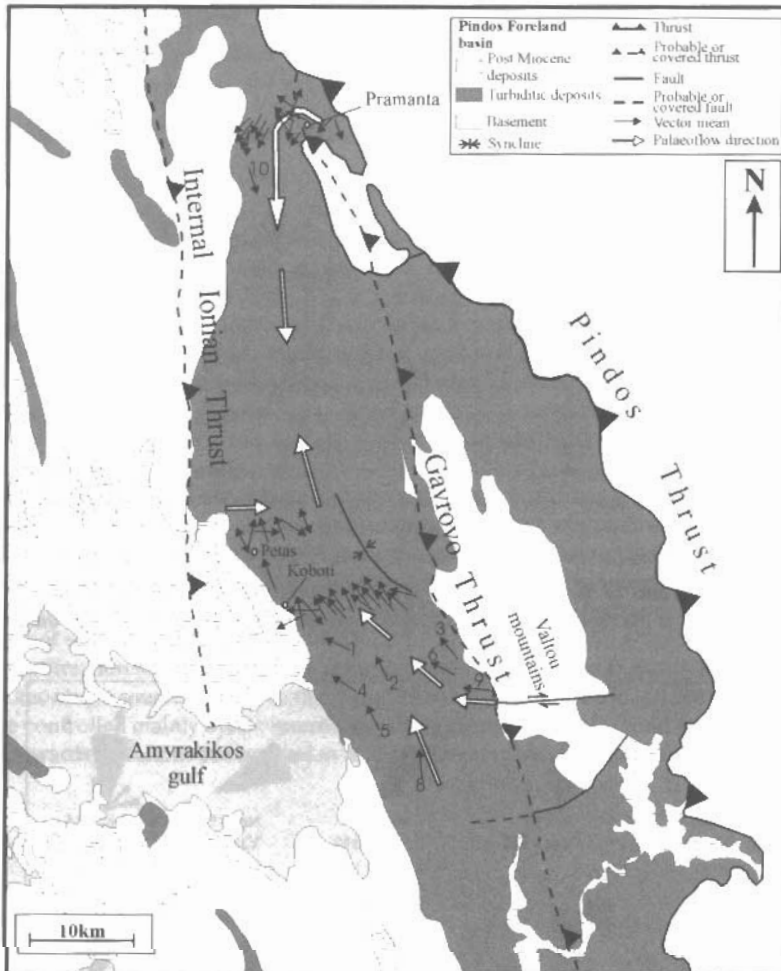 Pindos Foreland
basin
Post Miocene
deposits
Turbiditic deposits
Basement
Syncline
Thrust
Probable or
covered thrust
Fault
Probable or
covered fault
Vector mean
Palaeoflow direction
Pramanta
N
10
Internal Ionian Thrust
Pindos Thrust
Gavrovo Thrust
Petas
Koboti
Valtou
mountains
3
1
6
2
9
4
5
8
Amvrakikos
gulf
10km